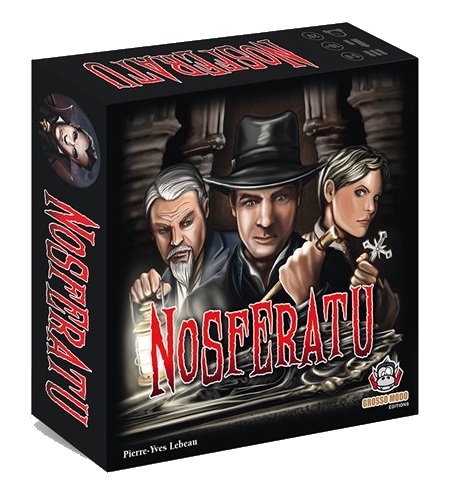 NOSFERATU
NOSFERATU
NOSFERATU
GROSSO MODO
EDITIONS
Pierre-Yves Lebeau